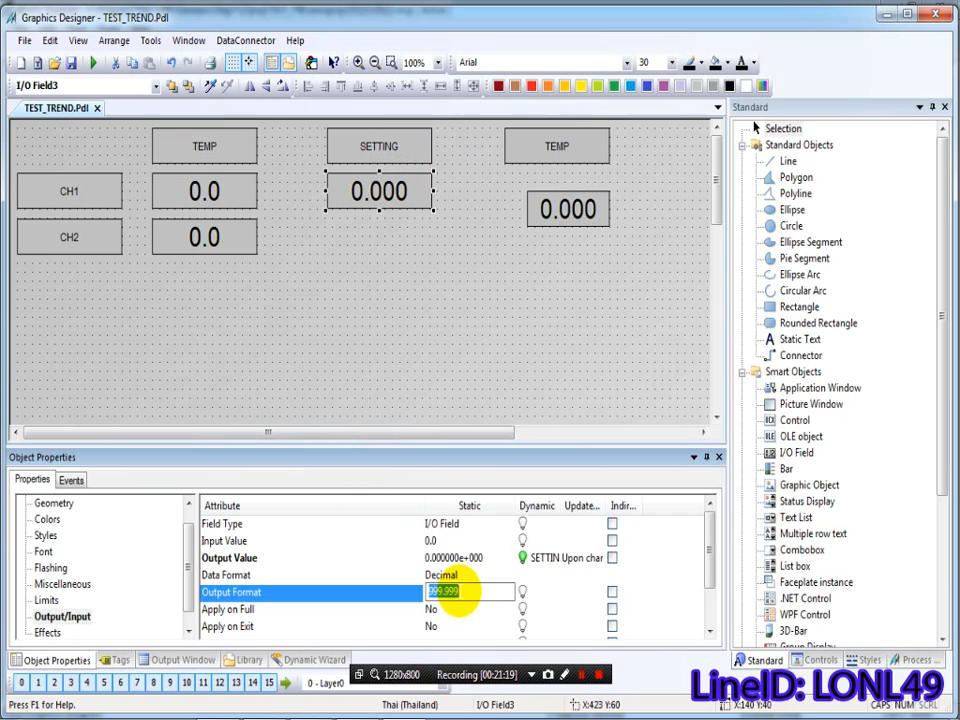 Graphics Designer - TEST_TREND.Pdl
File Edit View Arrange Tools Window DataConnector Help
100% Arial 30
I/O Field3
TEST_TREND.Pdl
Standard
TEMP SETTING TEMP
CH1 0.0 0.000 0.000
CH2 0.0
Selection
Standard Objects
Line
Polygon
Polyline
Ellipse
Circle
Ellipse Segment
Pie Segment
Ellipse Arc
Circular Arc
Rectangle
Rounded Rectangle
Static Text
Connector
Smart Objects
Application Window
Picture Window
Control
OLE object
I/O Field
Bar
Graphic Object
Status Display
Text List
Multiple row text
Combobox
List Box
Faceplate instance
.NET Control
WPF Control
3D-Bar
Group Display
Object Properties
Properties Events
Geometry
Colors
Styles
Font
Flashing
Miscellaneous
Limits
Output/Input
Effects
Attribute Static Dynamic Update... Indir...
Field Type I/O Field
Input Value 0.0
Output Value 0.000000e+000 SETTIN Upon char
Data Format Decimal
Output Format 999.999
Apply on Full No
Apply on Exit No
Object Properties Tags Output Window Library Dynamic Wizard
Standard Controls Styles Process ...
1280x800 Recording [00:21:19]
0 1 2 3 4 5 6 7 8 9 10 11 12 13 14 15 0 - Layer0
LineID: LONL49
Press F1 for Help. Thai (Thailand) I/O Field3 X:423 Y:60 X:140 Y:40 CAPS NUM SCRL